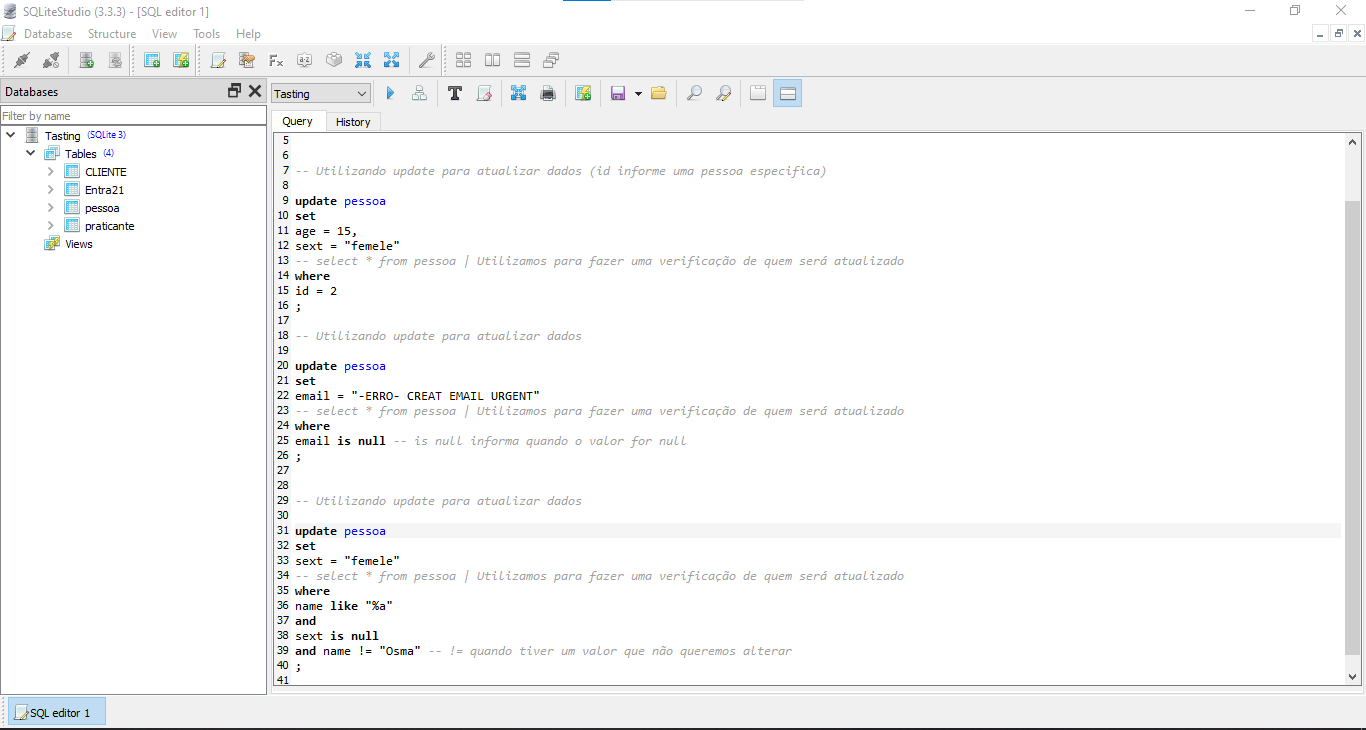 SQLiteStudio (3.3.3) - [SQL editor 1]
Database Structure View Tools Help
Databases
Filter by name
Tasting (SQLite 3)
Tables (4)
CLIENTE
Entra21
pessoa
praticante
Views
Tasting
Query History
5
6
7 -- Utilizando update para atualizar dados (id informe uma pessoa especifica)
8
9 update pessoa
10 set
11 age = 15,
12 sext = "femele"
13 -- select * from pessoa | Utilizamos para fazer uma verificação de quem será atualizado
14 where
15 id = 2
16 ;
17
18 -- Utilizando update para atualizar dados
19
20 update pessoa
21 set
22 email = "-ERRO- CREAT EMAIL URGENT"
23 -- select * from pessoa | Utilizamos para fazer uma verificação de quem será atualizado
24 where
25 email is null -- is null informa quando o valor for null
26 ;
27
28
29 -- Utilizando update para atualizar dados
30
31 update pessoa
32 set
33 sext = "femele"
34 -- select * from pessoa | Utilizamos para fazer uma verificação de quem será atualizado
35 where
36 name like "%a"
37 and
38 sext is null
39 and name != "Osma" -- != quando tiver um valor que não queremos alterar
40 ;
41
SQL editor 1